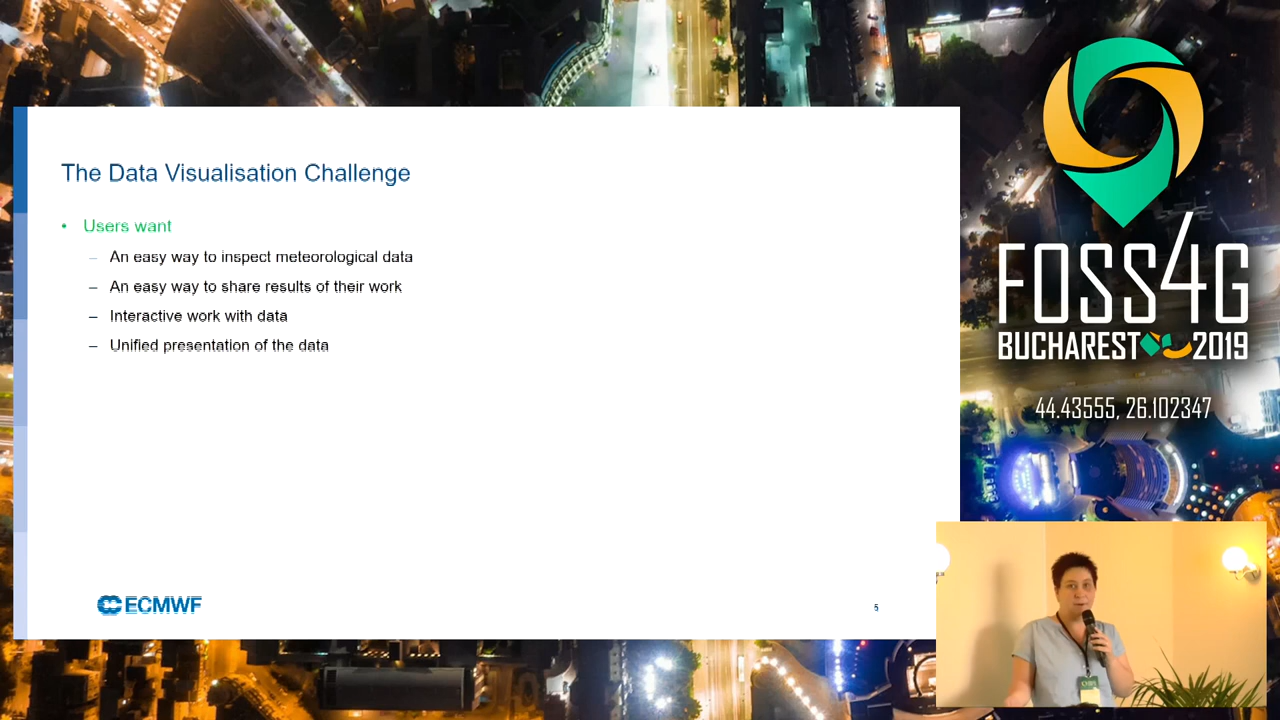 The Data Visualisation Challenge
• Users want
– An easy way to inspect meteorological data
– An easy way to share results of their work
– Interactive work with data
– Unified presentation of the data
ECMWF
5
FOSS4G
BUCHAREST 2019
44.43555, 26.102347